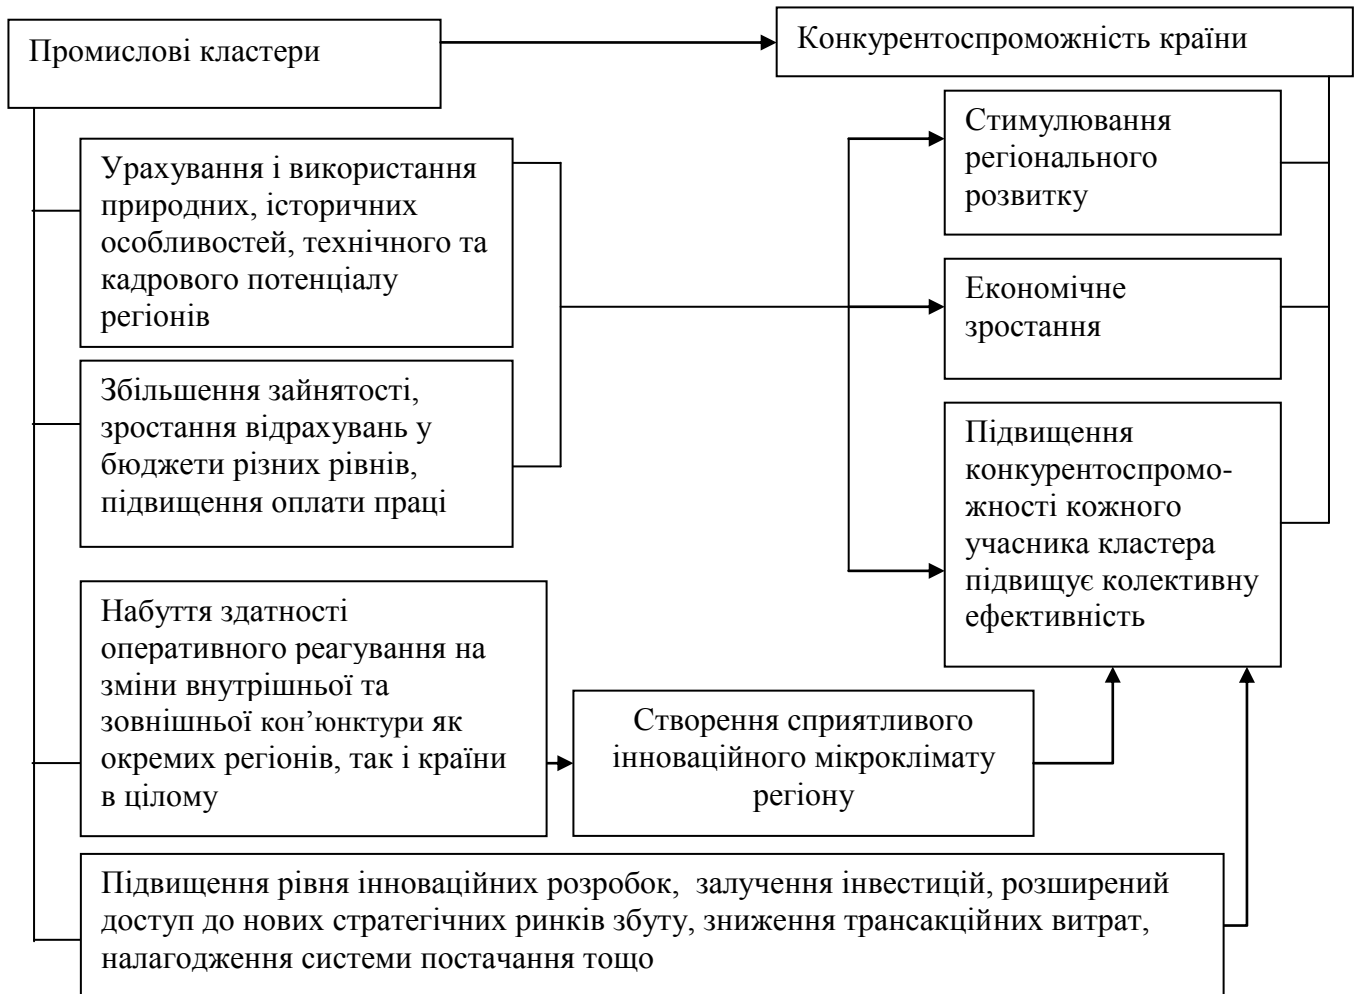 Промислові кластери
Конкурентоспроможність країни
Урахування і використання
природних, історичних
особливостей, технічного та
кадрового потенціалу
регіонів
Збільшення зайнятості,
зростання відрахувань у
бюджети різних рівнів,
підвищення оплати праці
Набуття здатності
оперативного реагування на
зміни внутрішньої та
зовнішньої кон’юнктури як
окремих регіонів, так і країни
в цілому
Створення сприятливого
інноваційного мікроклімату
регіону
Стимулювання
регіонального
розвитку
Економічне
зростання
Підвищення
конкурентоспромо-
жності кожного
учасника кластера
підвищує колективну
ефективність
Підвищення рівня інноваційних розробок, залучення інвестицій, розширений
доступ до нових стратегічних ринків збуту, зниження трансакційних витрат,
налагодження системи постачання тощо